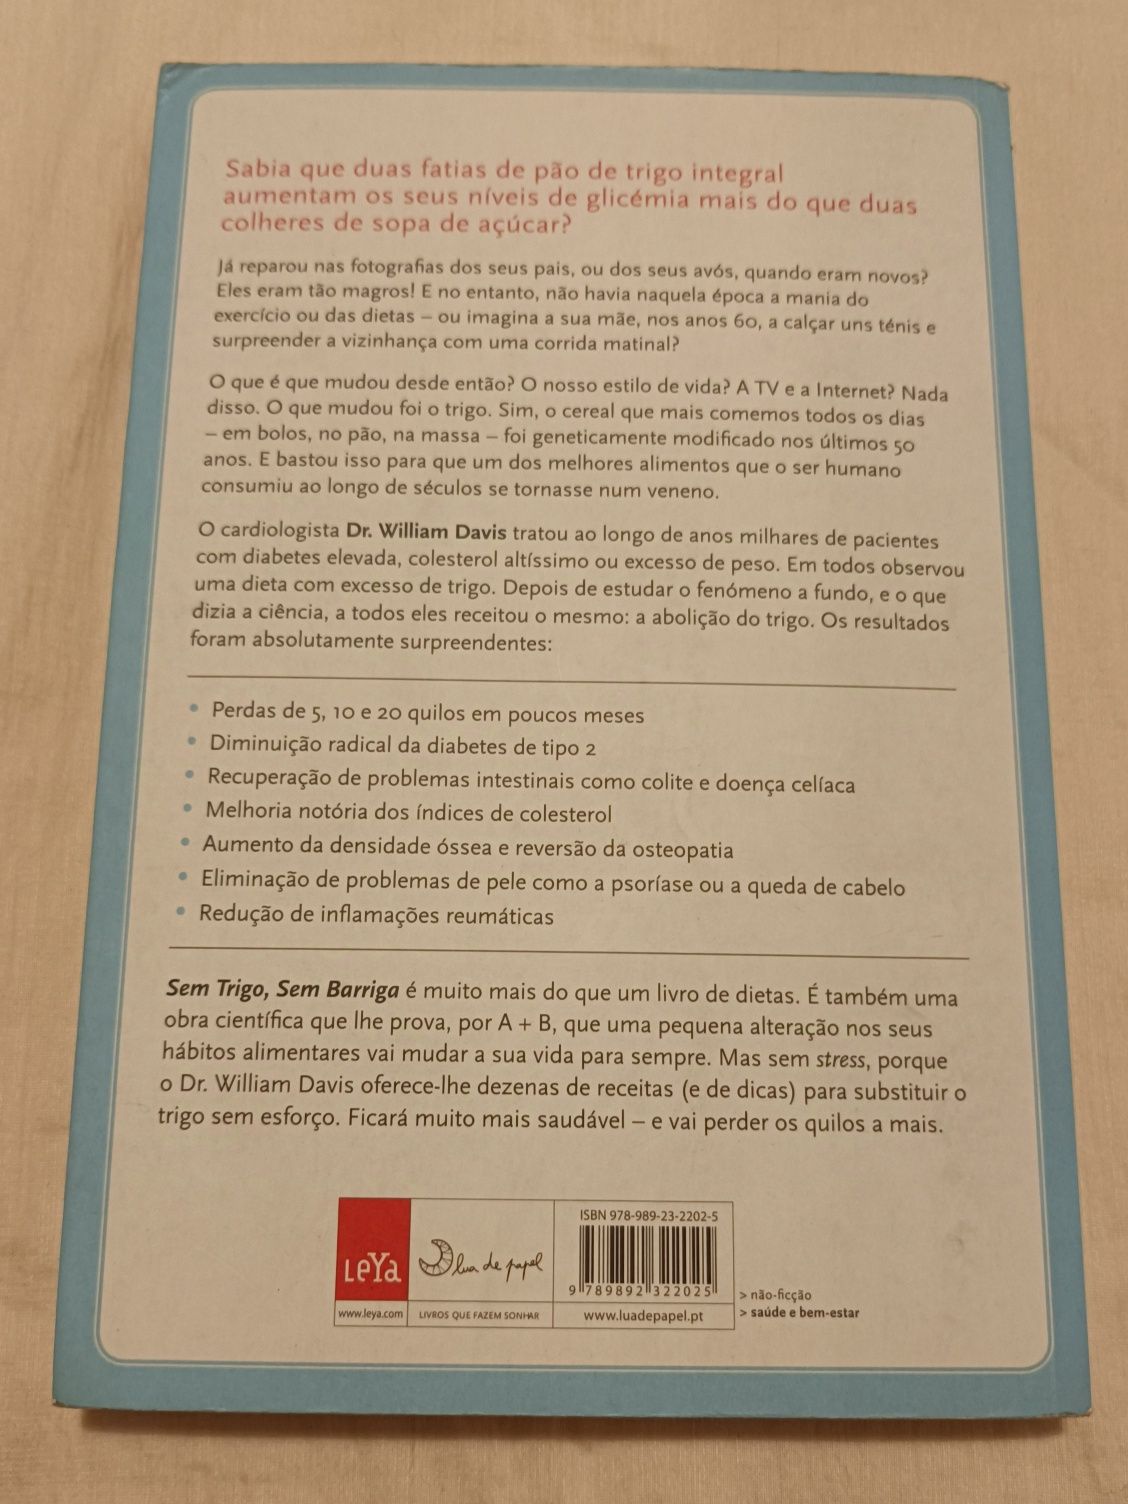 Sabia que duas fatias de pão de trigo integral
aumentam os seus níveis de glicémia mais do que duas
colheres de sopa de açúcar?
Já reparou nas fotografias dos seus pais, ou dos seus avós, quando eram novos?
Eles eram tão magros! E no entanto, não havia naquela época a mania do
exercício ou das dietas – ou imagina a sua mãe, nos anos 60, a calçar uns ténis e
surpreender a vizinhança com uma corrida matinal?
O que é que mudou desde então? O nosso estilo de vida? A TV e a Internet? Nada
disso. O que mudou foi o trigo. Sim, o cereal que mais comemos todos os dias
– em bolos, no pão, na massa – foi geneticamente modificado nos últimos 50
anos. E bastou isso para que um dos melhores alimentos que o ser humano
consumiu ao longo de séculos se tornasse num veneno.
O cardiologista Dr. William Davis tratou ao longo de anos milhares de pacientes
com diabetes elevada, colesterol altíssimo ou excesso de peso. Em todos observou
uma dieta com excesso de trigo. Depois de estudar o fenómeno a fundo, e o que
dizia a ciência, a todos eles receitou o mesmo: a abolição do trigo. Os resultados
foram absolutamente surpreendentes:
• Perdas de 5, 10 e 20 quilos em poucos meses
• Diminuição radical da diabetes de tipo 2
• Recuperação de problemas intestinais como colite e doença celíaca
• Melhoria notória dos índices de colesterol
• Aumento da densidade óssea e reversão da osteopatia
• Eliminação de problemas de pele como a psoríase ou a queda de cabelo
• Redução de inflamações reumáticas
Sem Trigo, Sem Barriga é muito mais do que um livro de dietas. É também uma
obra científica que lhe prova, por A + B, que uma pequena alteração nos seus
hábitos alimentares vai mudar a sua vida para sempre. Mas sem stress, porque
o Dr. William Davis oferece-lhe dezenas de receitas (e de dicas) para substituir o
trigo sem esforço. Ficará muito mais saudável – e vai perder os quilos a mais.
LeYa
www.leya.com
lua de papel
LIVROS QUE FAZEM SONHAR
ISBN 978-989-23-2202-5
9 789892 322025
www.luadepapel.pt
> não-ficção
> saúde e bem-estar